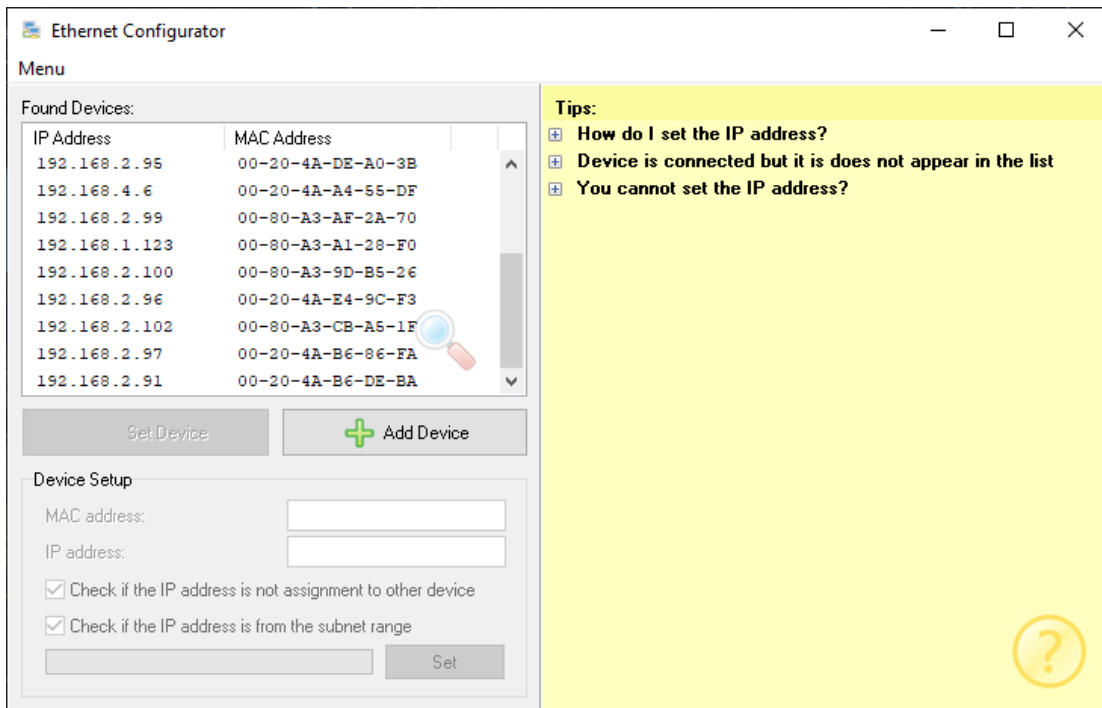 Ethernet Configurator
Menu
Found Devices:
IP Address MAC Address
192.168.2.95 00-20-4A-DE-A0-3B
192.168.4.6 00-20-4A-A4-55-DF
192.168.2.99 00-80-A3-AF-2A-70
192.168.1.123 00-80-A3-A1-28-F0
192.168.2.100 00-80-A3-9D-B5-26
192.168.2.96 00-20-4A-E4-9C-F3
192.168.2.102 00-80-A3-CB-A5-1F
192.168.2.97 00-20-4A-B6-86-FA
192.168.2.91 00-20-4A-B6-DE-BA
Set Device Add Device
Device Setup
MAC address:
IP address:
Check if the IP address is not assignment to other device
Check if the IP address is from the subnet range
Set
Tips:
How do I set the IP address?
Device is connected but it is does not appear in the list
You cannot set the IP address?
?